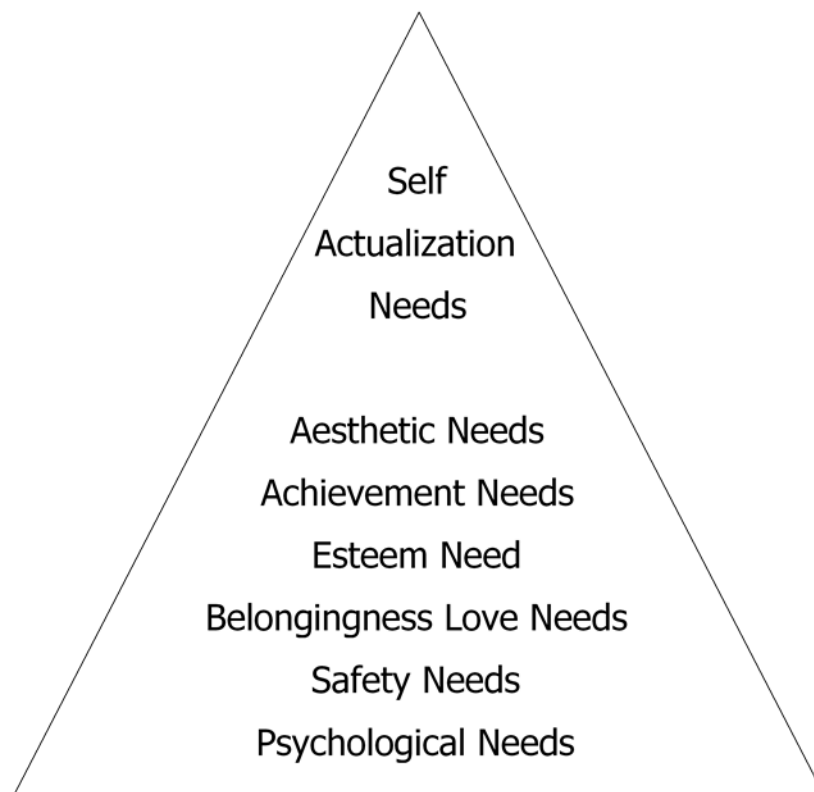 Self
Actualization
Needs
Aesthetic Needs
Achievement Needs
Esteem Need
Belongingness Love Needs
Safety Needs
Psychological Needs